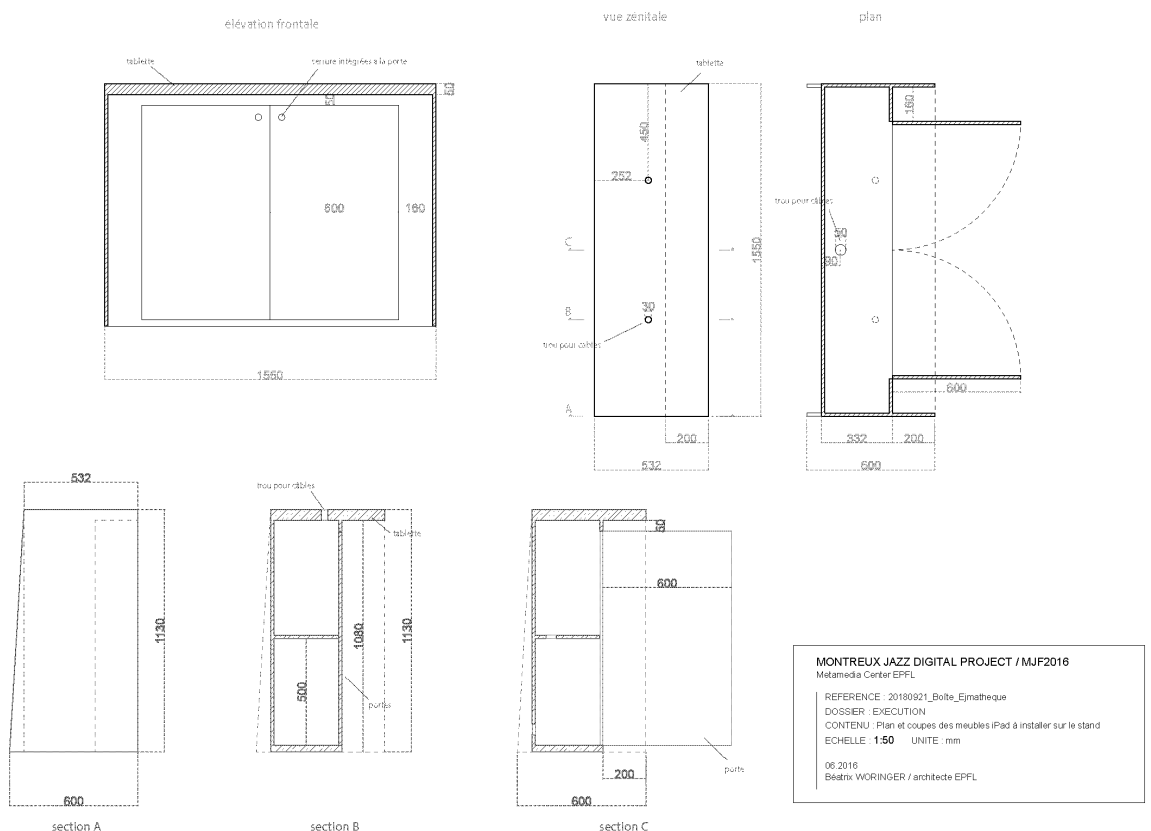 élévation frontale
vue zénitale
plan
tablette
serrure intégrées à la porte
tablette
50
50
450
160
252
600
160
trou pour câbles
C
90
1550
30
B
trou pour câbles
A
1550
600
332
200
200
532
600
532
trou pour câbles
tablette
50
600
1130
1080
1130
500
portes
porte
200
600
600
section A
section B
section C
MONTREUX JAZZ DIGITAL PROJECT / MJF2016
Metamedia Center EPFL
REFERENCE : 20180921_Boîte_Ejmatheque
DOSSIER : EXECUTION
CONTENU : Plan et coupes des meubles iPad à installer sur le stand
ECHELLE : 1:50 UNITE : mm
06.2016
Béatrix WORINGER / architecte EPFL